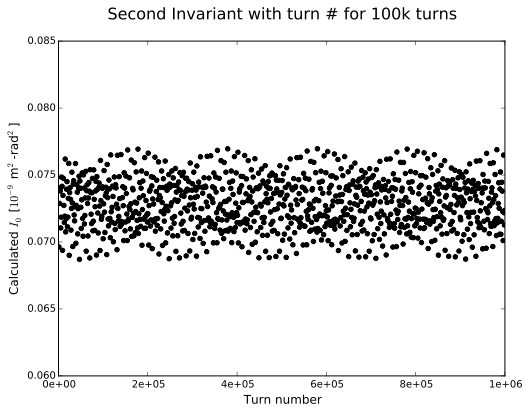 Second Invariant with turn # for 100k turns
0.085
0.080
0.075
0.070
0.065
0.060
Calculated I₀ [10⁻⁹ m² -rad²]
0e+00 2e+05 4e+05 6e+05 8e+05 1e+06
Turn number